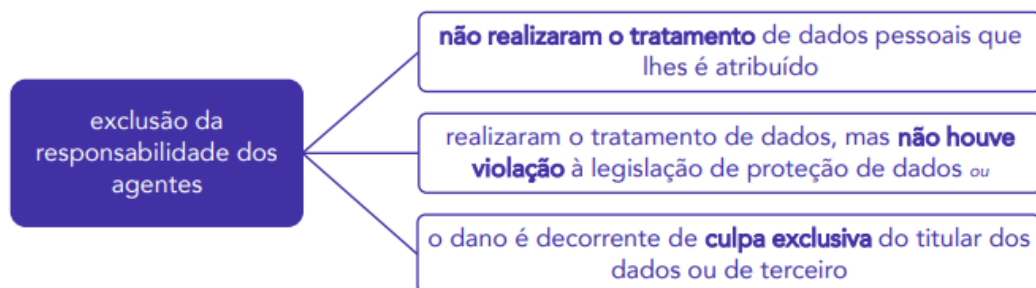 exclusão da
responsabilidade dos
agentes
não realizaram o tratamento de dados pessoais que
lhes é atribuído
realizaram o tratamento de dados, mas não houve
violação à legislação de proteção de dados ou
o dano é decorrente de culpa exclusiva do titular dos
dados ou de terceiro